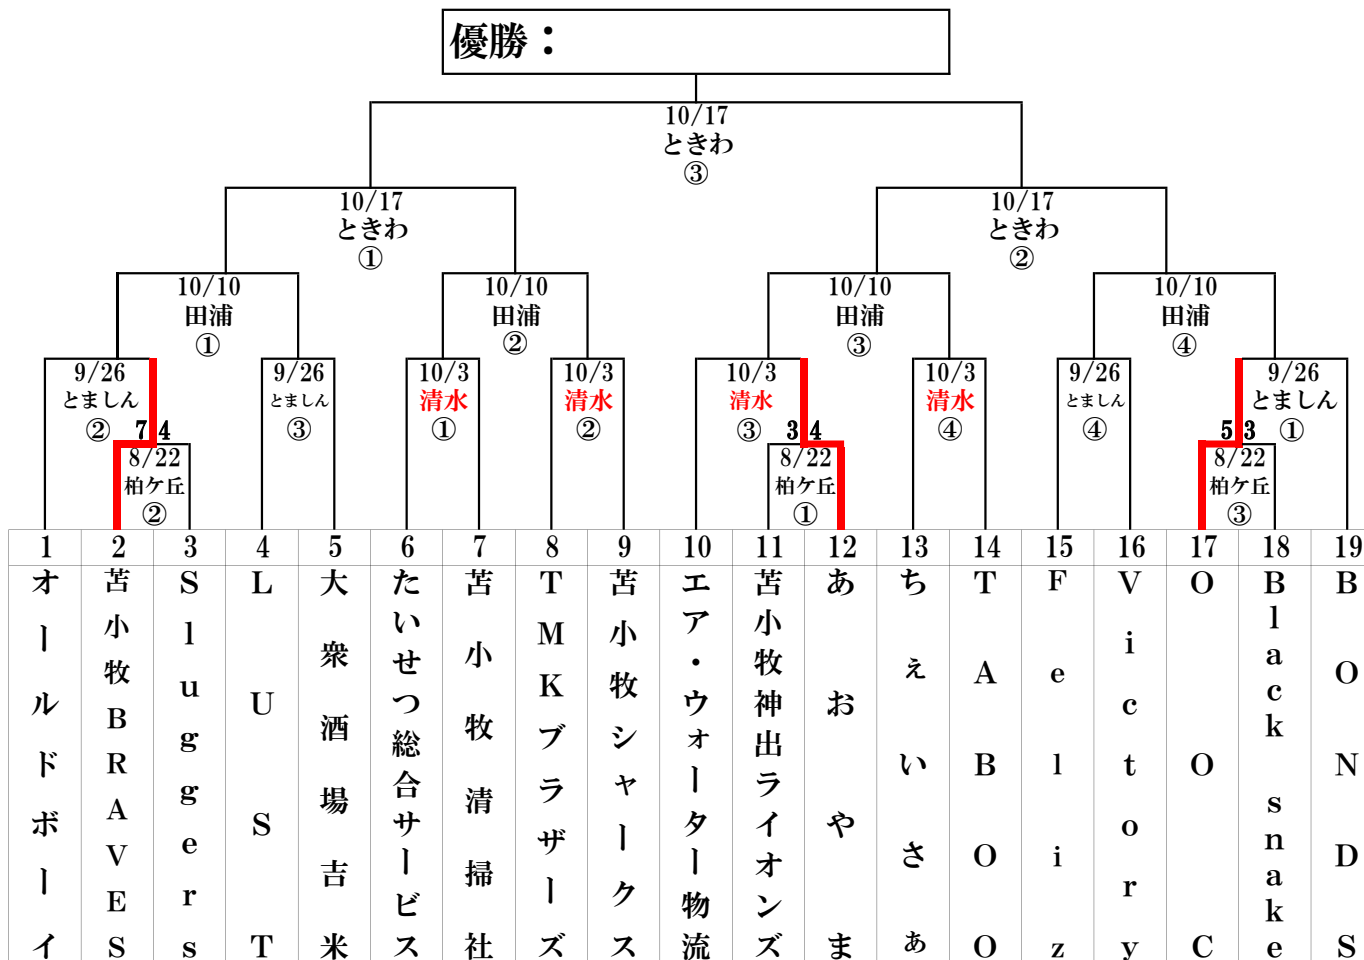 優勝：
10/17
ときわ
③
10/17
ときわ
①
10/17
ときわ
②
10/10
田浦
①
10/10
田浦
②
10/10
田浦
③
10/10
田浦
④
9/26
とましん
②
9/26
とましん
③
10/3
清水
①
10/3
清水
②
10/3
清水
③
10/3
清水
④
9/26
とましん
④
9/26
とましん
①
7 4
8/22
柏ケ丘
②
3 4
8/22
柏ケ丘
①
5 3
8/22
柏ケ丘
③
1 2 3 4 5 6 7 8 9 10 11 12 13 14 15 16 17 18 19
オールドボーイ
苫小牧BRAVES
Sluggers
LUST
大衆酒場吉米
たいせつ総合サービス
苫小牧清掃社
TMKブラザーズ
苫小牧シャークス
エア・ウォーター物流
苫小牧神出ライオンズ
あおやま
ちぇいさぁ
TABOO
Feliz
Victory
OOC
Black snake
BONDS